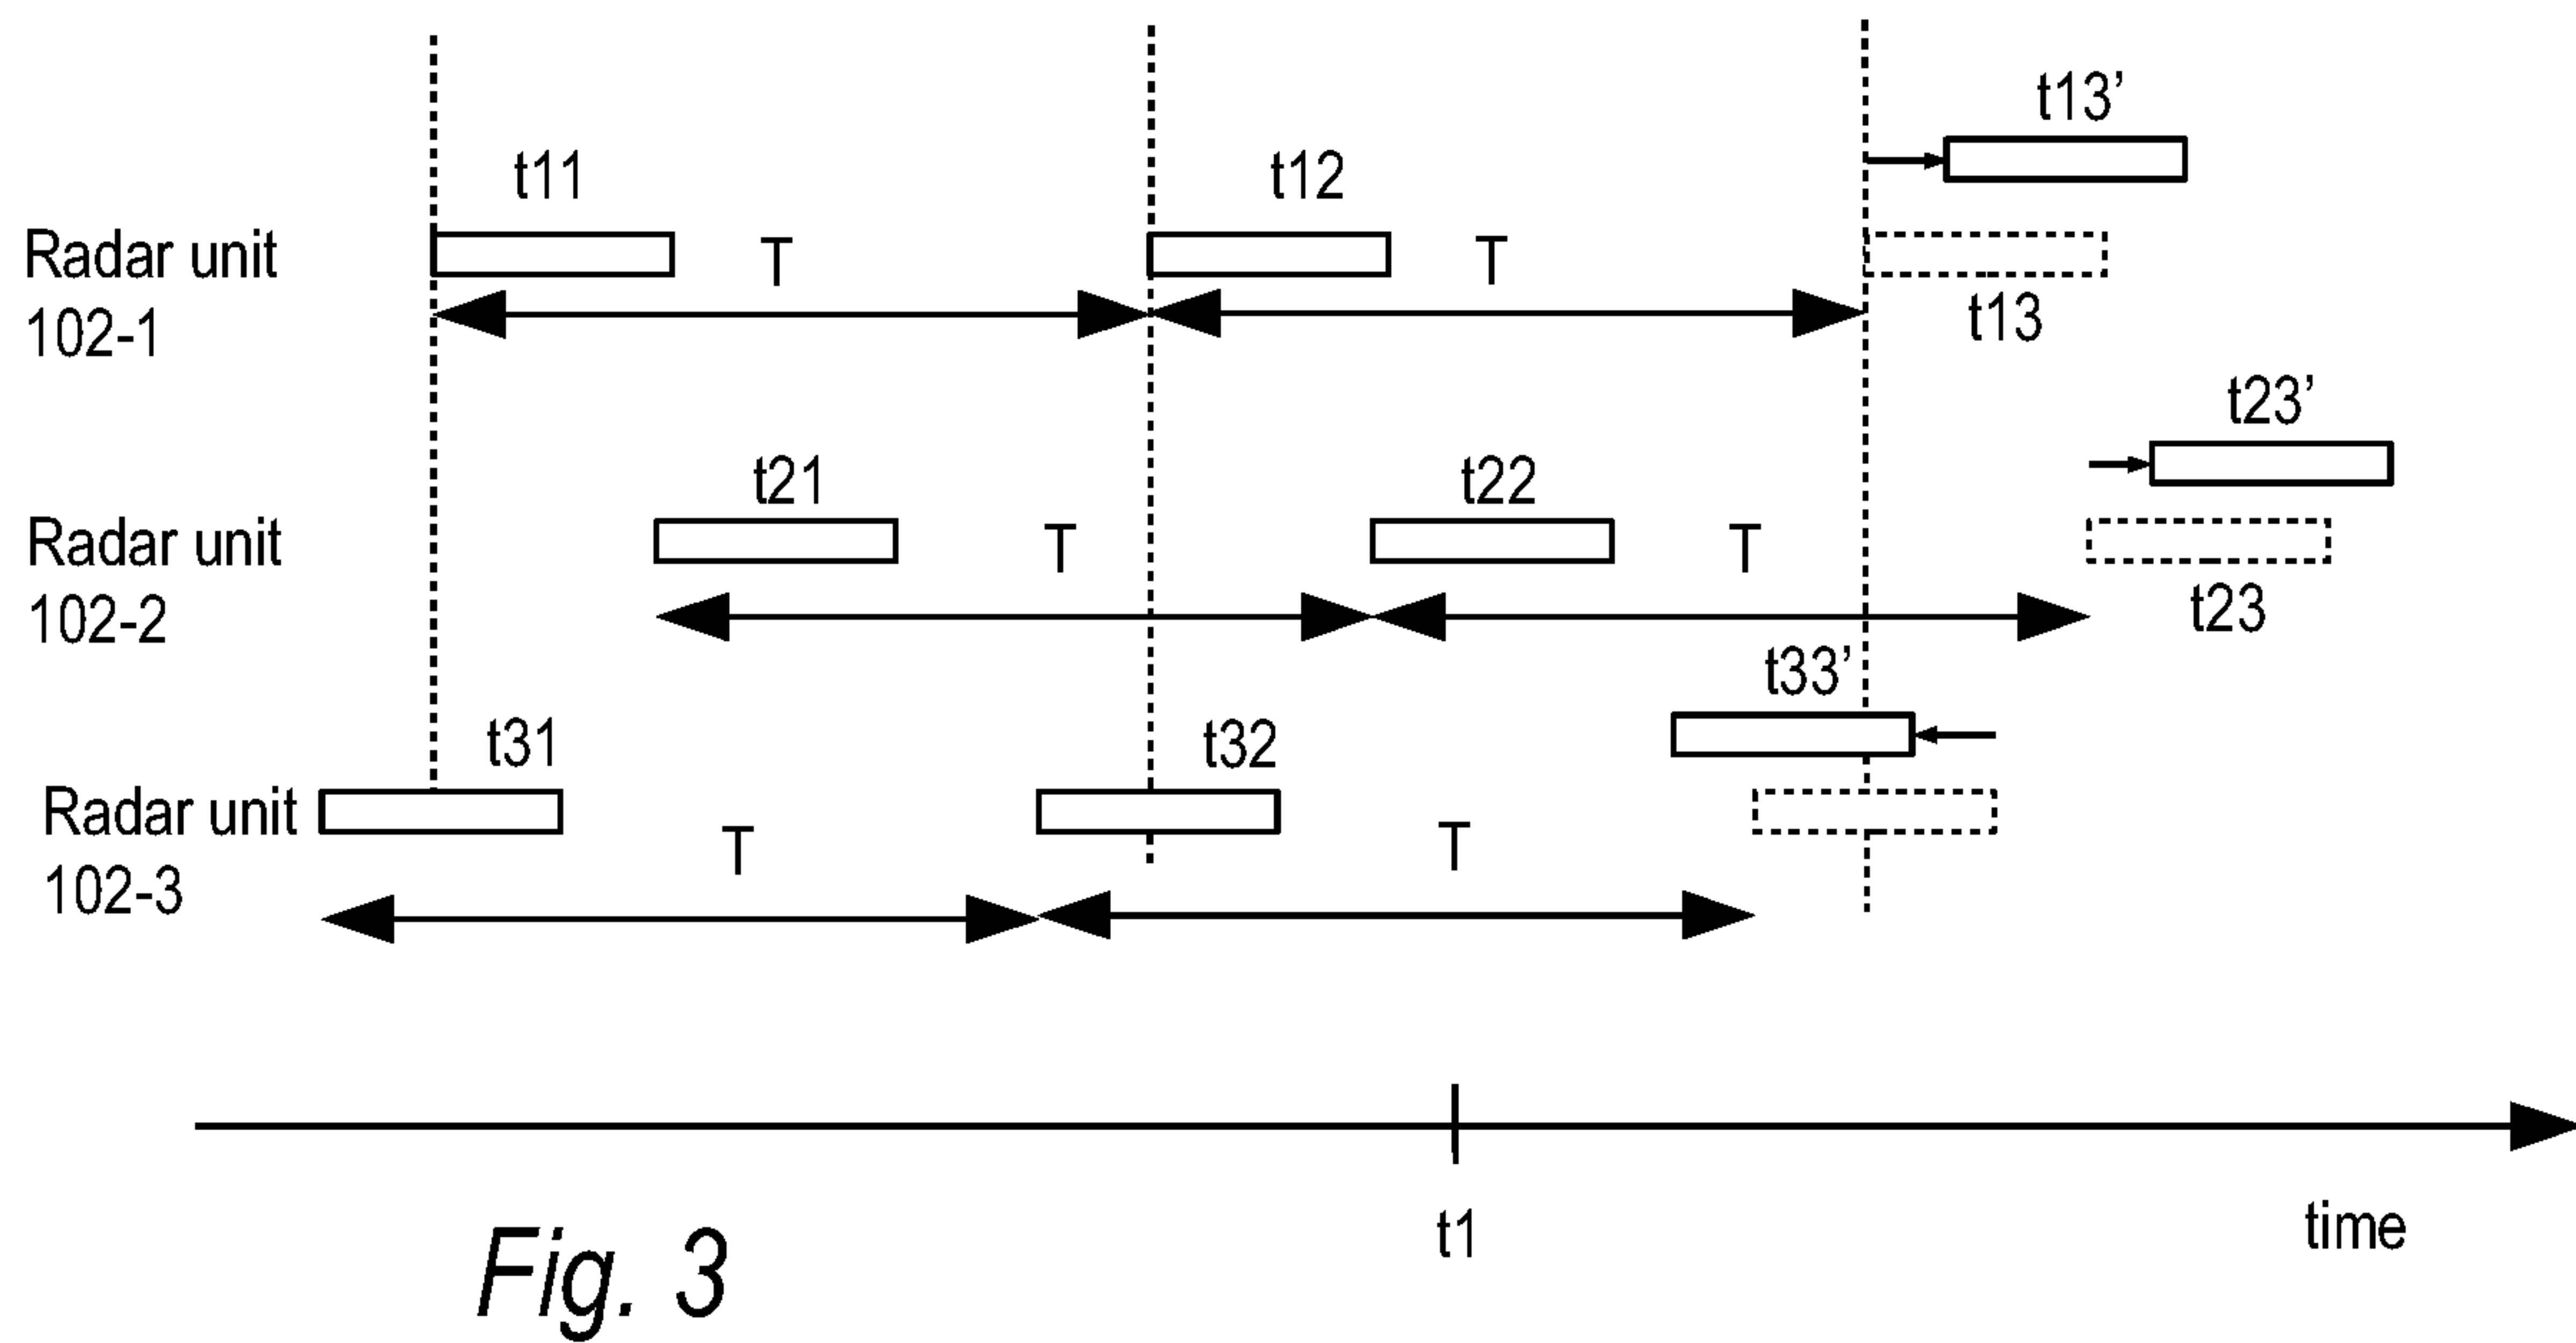 t13’
t11
t12
Radar unit
102-1
T
T
t13
t23’
t21
t22
Radar unit
102-2
T
T
t23
t33’
t31
t32
Radar unit
102-3
T
T
t1
time
Fig. 3